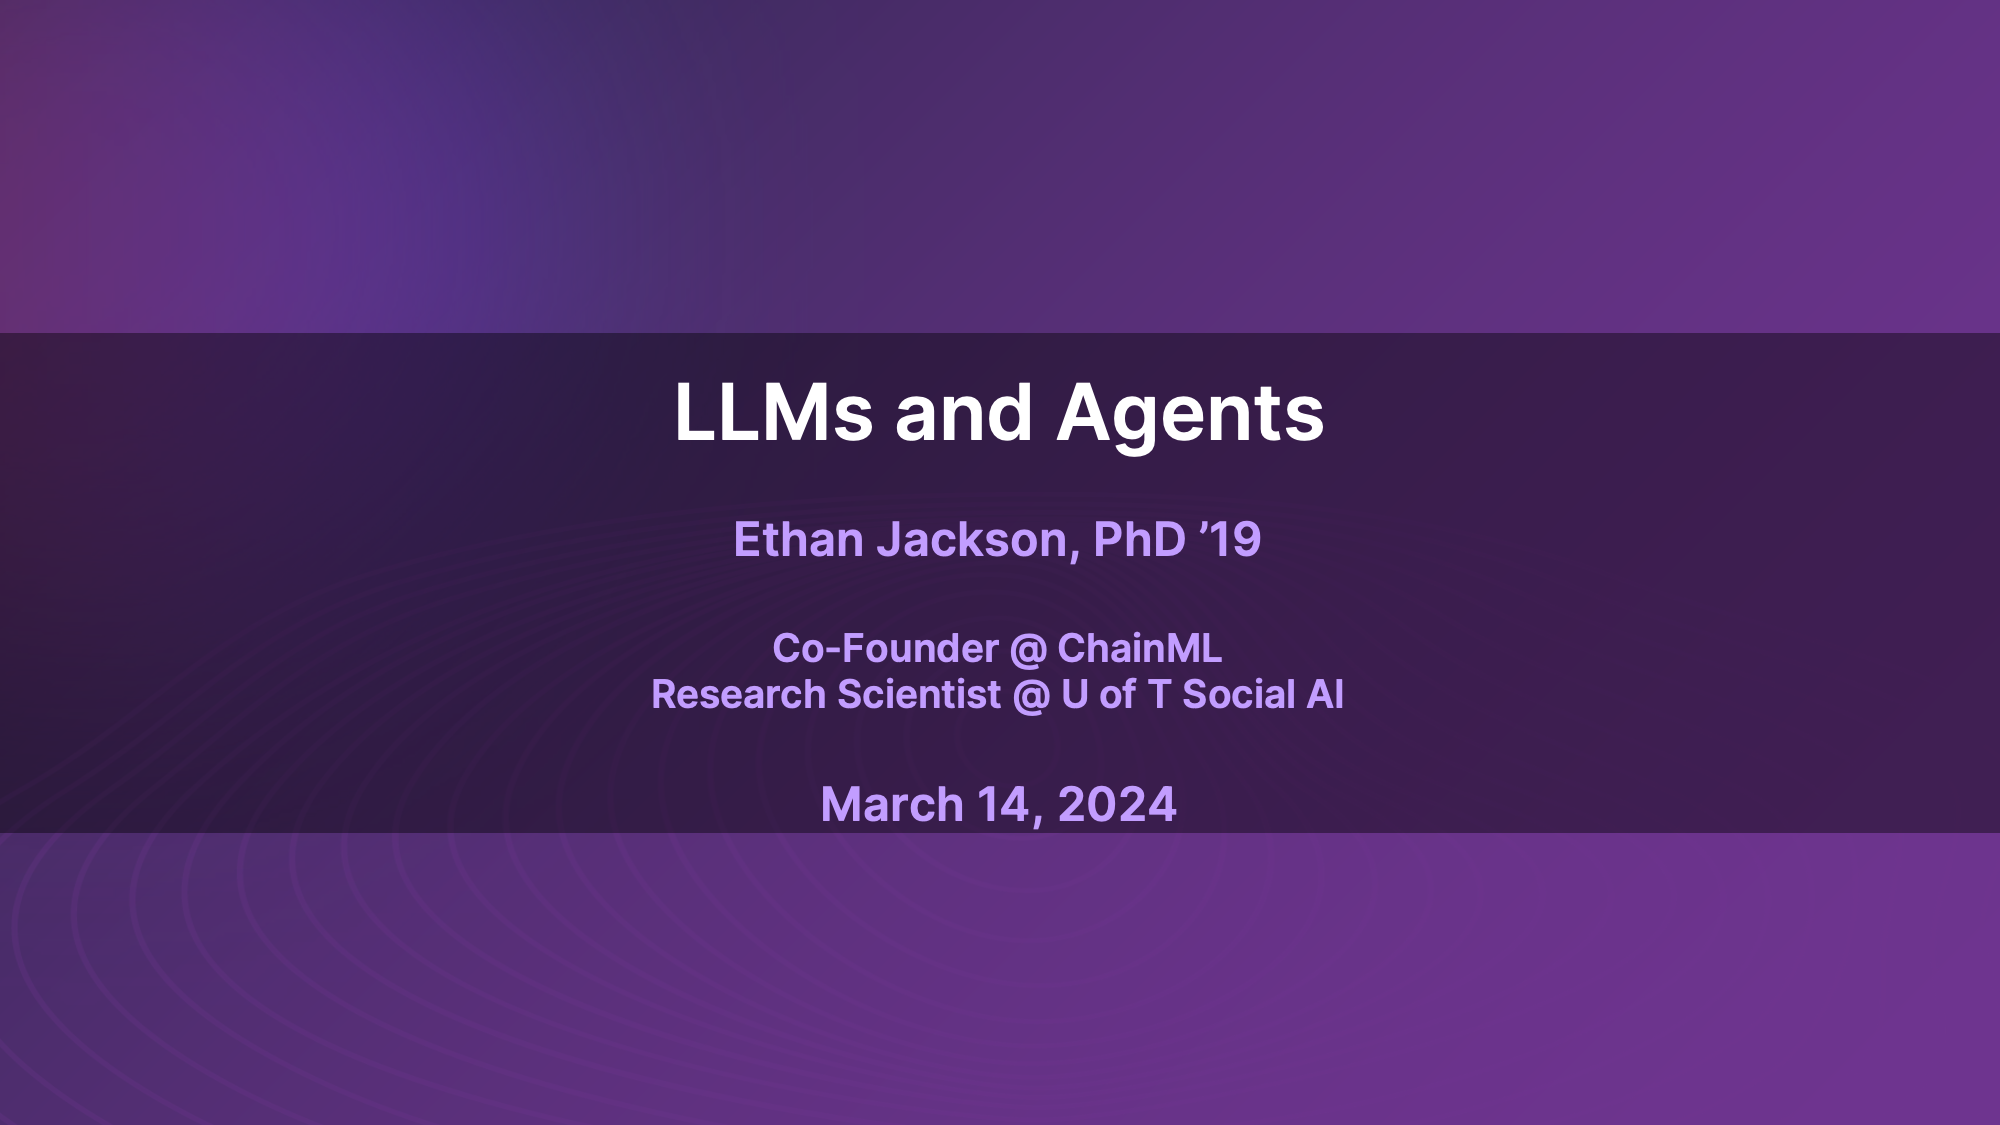 LLMs and Agents
Ethan Jackson, PhD ’19
Co-Founder @ ChainML
Research Scientist @ U of T Social AI
March 14, 2024